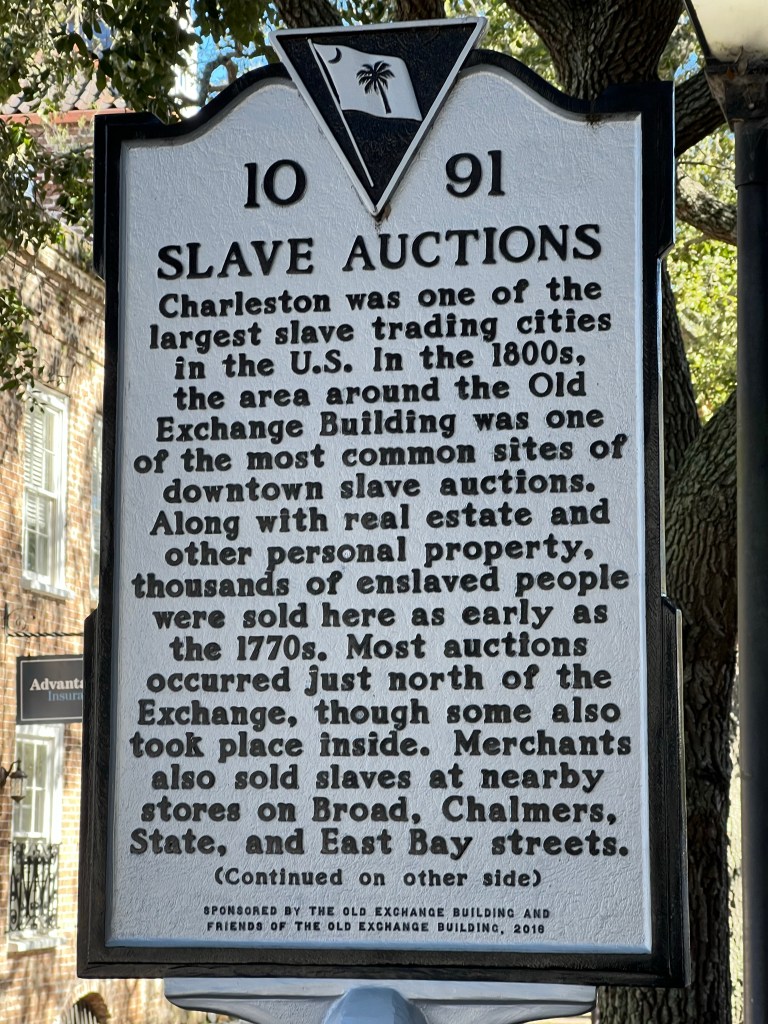 10 91
SLAVE AUCTIONS
Charleston was one of the
largest slave trading cities
in the U.S. In the 1800s,
the area around the Old
Exchange Building was one
of the most common sites of
downtown slave auctions.
Along with real estate and
other personal property,
thousands of enslaved people
were sold here as early as
the 1770s. Most auctions
occurred just north of the
Exchange, though some also
took place inside. Merchants
also sold slaves at nearby
stores on Broad, Chalmers,
State, and East Bay streets.
(Continued on other side)
SPONSORED BY THE OLD EXCHANGE BUILDING AND
FRIENDS OF THE OLD EXCHANGE BUILDING, 2016
Advanta
Insura